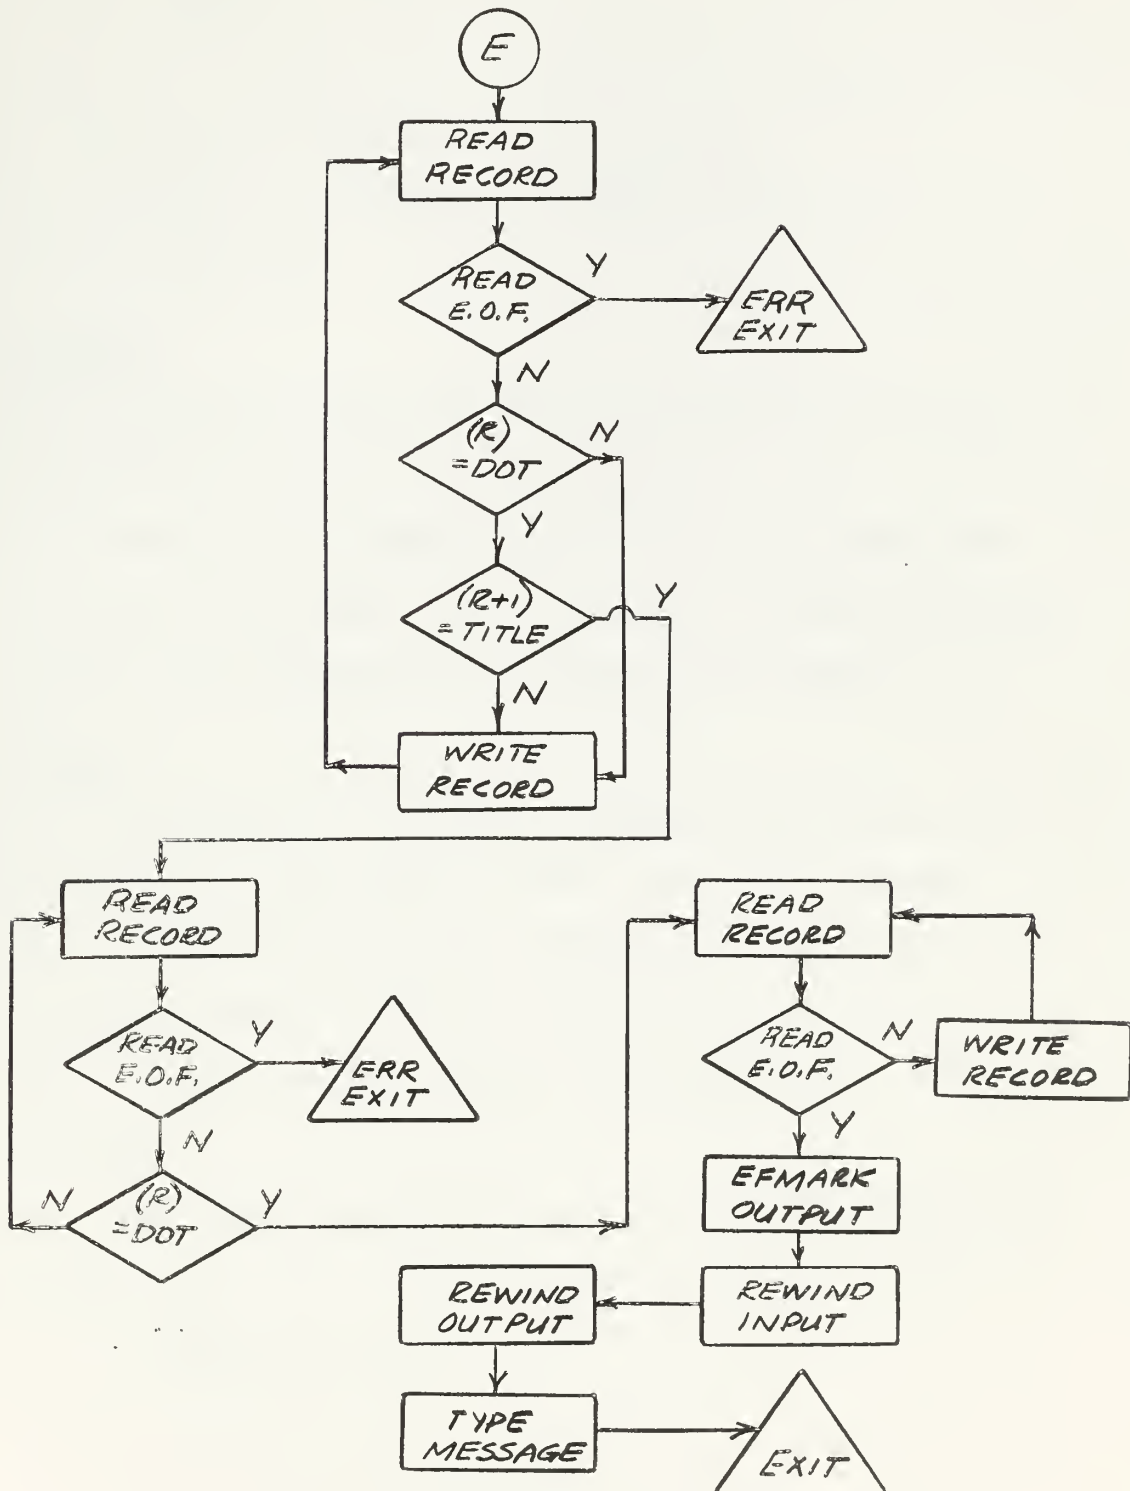 E
READ
RECORD
READ
E.O.F.
Y
ERR
EXIT
N
(R)
=DOT
N
Y
(R+1)
=TITLE
Y
N
WRITE
RECORD
READ
RECORD
READ
E.O.F.
Y
ERR
EXIT
N
(R)
=DOT
N
Y
READ
RECORD
READ
E.O.F.
N
WRITE
RECORD
Y
EFMARK
OUTPUT
REWIND
INPUT
REWIND
OUTPUT
TYPE
MESSAGE
EXIT